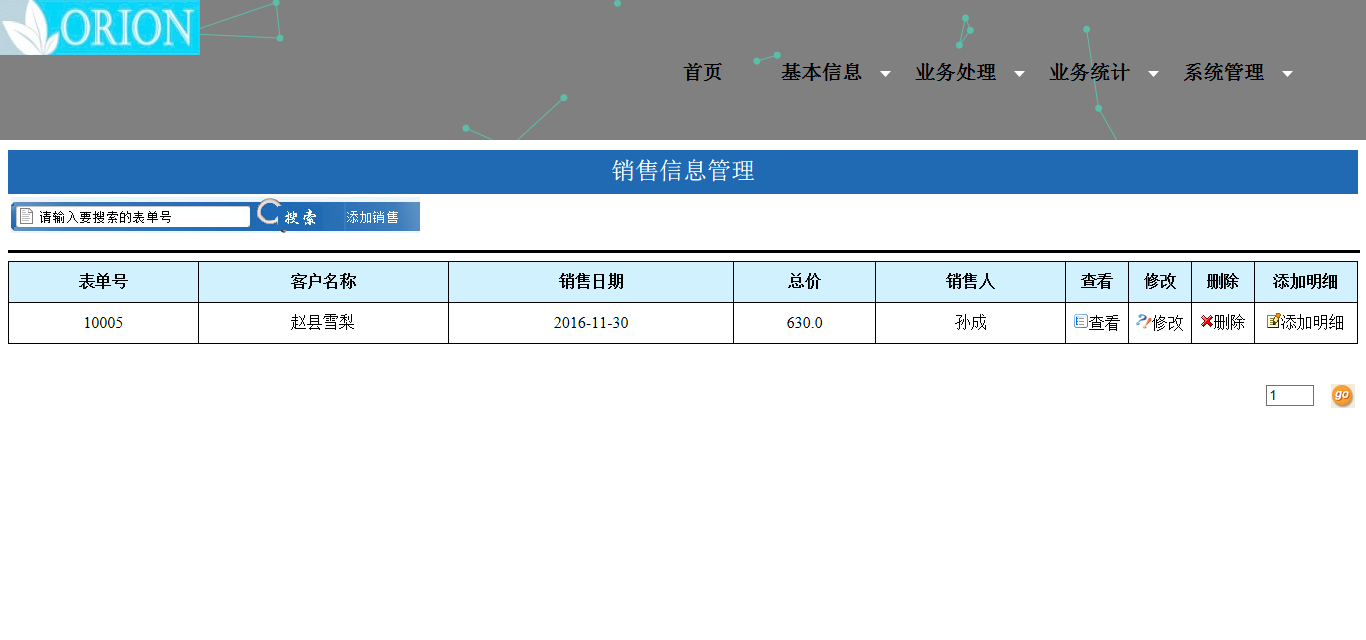 ORION
首页 基本信息 业务处理 业务统计 系统管理
销售信息管理
请输入要搜索的表单号 搜索 添加销售
表单号 客户名称 销售日期 总价 销售人 查看 修改 删除 添加明细
10005 赵县雪梨 2016-11-30 630.0 孙成 查看 修改 删除 添加明细
1 go